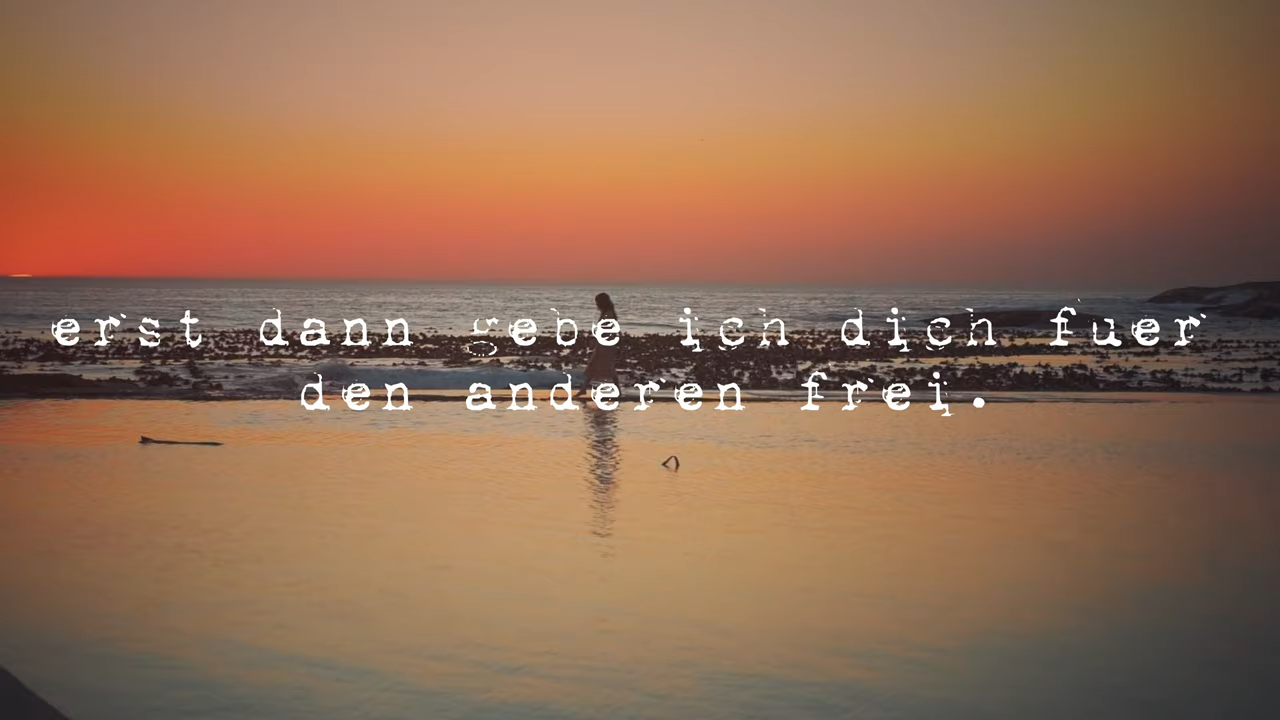 erst dann gebe ich dich fuer
den anderen frei.